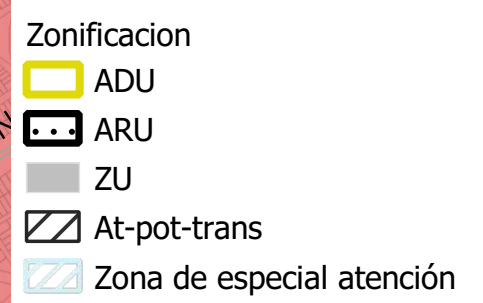 Zonificacion
ADU
ARU
ZU
At-pot-trans
Zona de especial atención